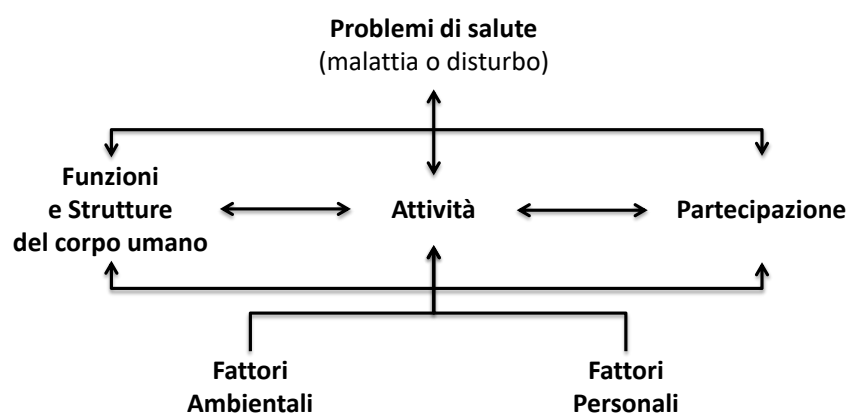 Problemi di salute
(malattia o disturbo)
Funzioni
e Strutture
del corpo umano
Attività
Partecipazione
Fattori
Ambientali
Fattori
Personali